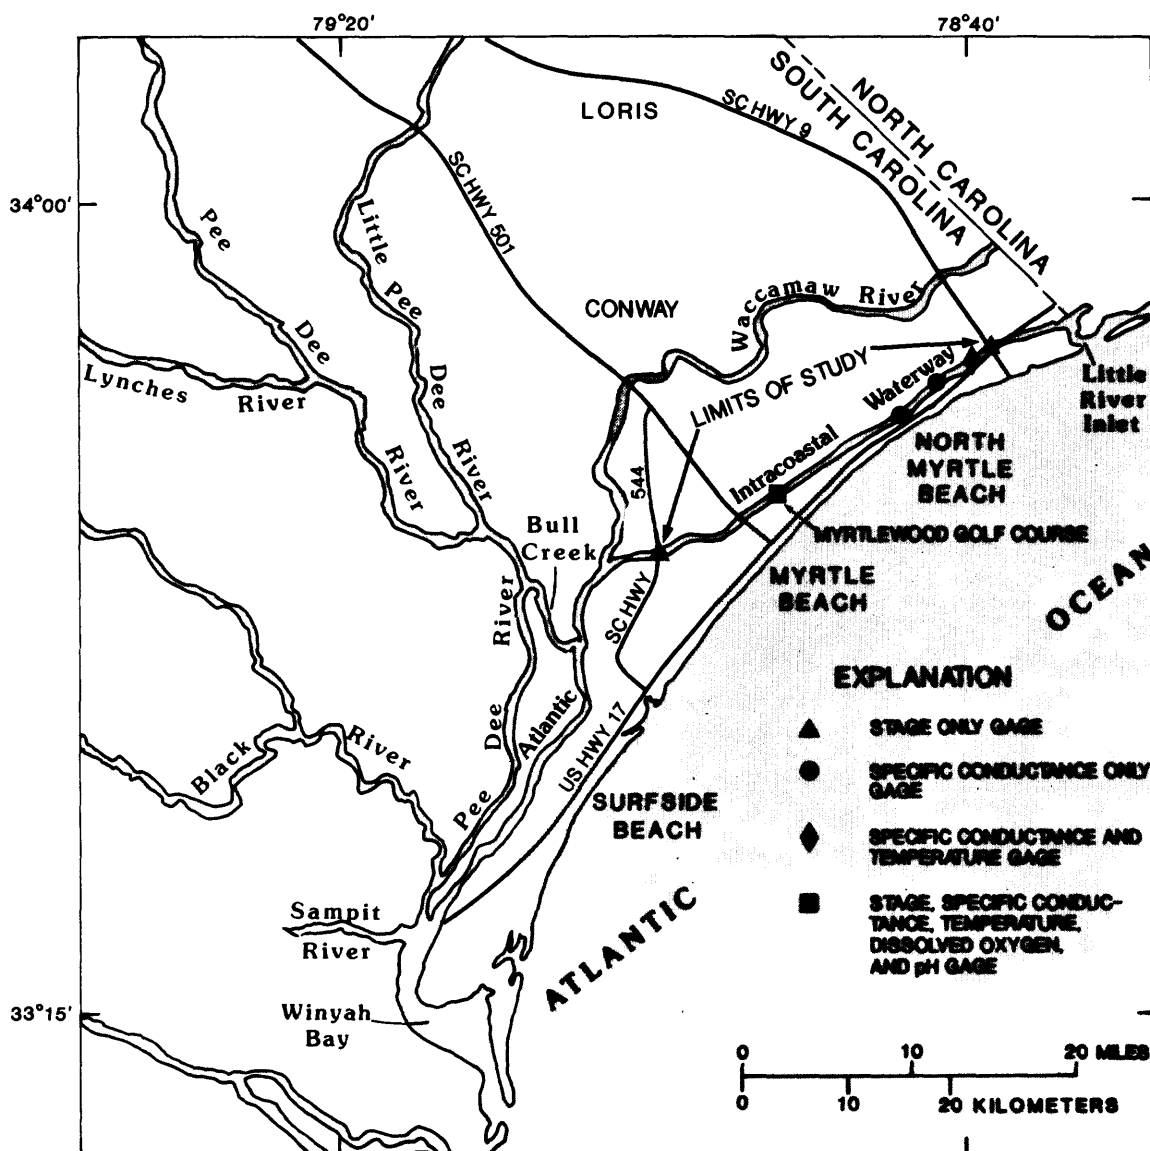 79°20'
78°40'
LORIS
SC HWY 9
NORTH CAROLINA
SOUTH CAROLINA
34°00'
SC HWY 501
Pee
Dee
River
Little
Pee
Dee
River
CONWAY
Waccamaw River
LIMITS OF STUDY
Lynches
River
Waterway
Intracoastal
Little
River
Inlet
NORTH
MYRTLE
BEACH
544
SC HWY
MYRTLEWOOD GOLF COURSE
Bull
Creek
MYRTLE
BEACH
OCEAN
River
Dee
Pee
Atlantic
US HWY 17
Black
River
SURFSIDE
BEACH
ATLANTIC
Sampit
River
33°15'
Winyah
Bay
EXPLANATION
STAGE ONLY GAGE
SPECIFIC CONDUCTANCE ONLY
GAGE
SPECIFIC CONDUCTANCE AND
TEMPERATURE GAGE
STAGE, SPECIFIC CONDUC-
TANCE, TEMPERATURE,
DISSOLVED OXYGEN,
AND pH GAGE
0 10 20 MILES
0 10 20 KILOMETERS